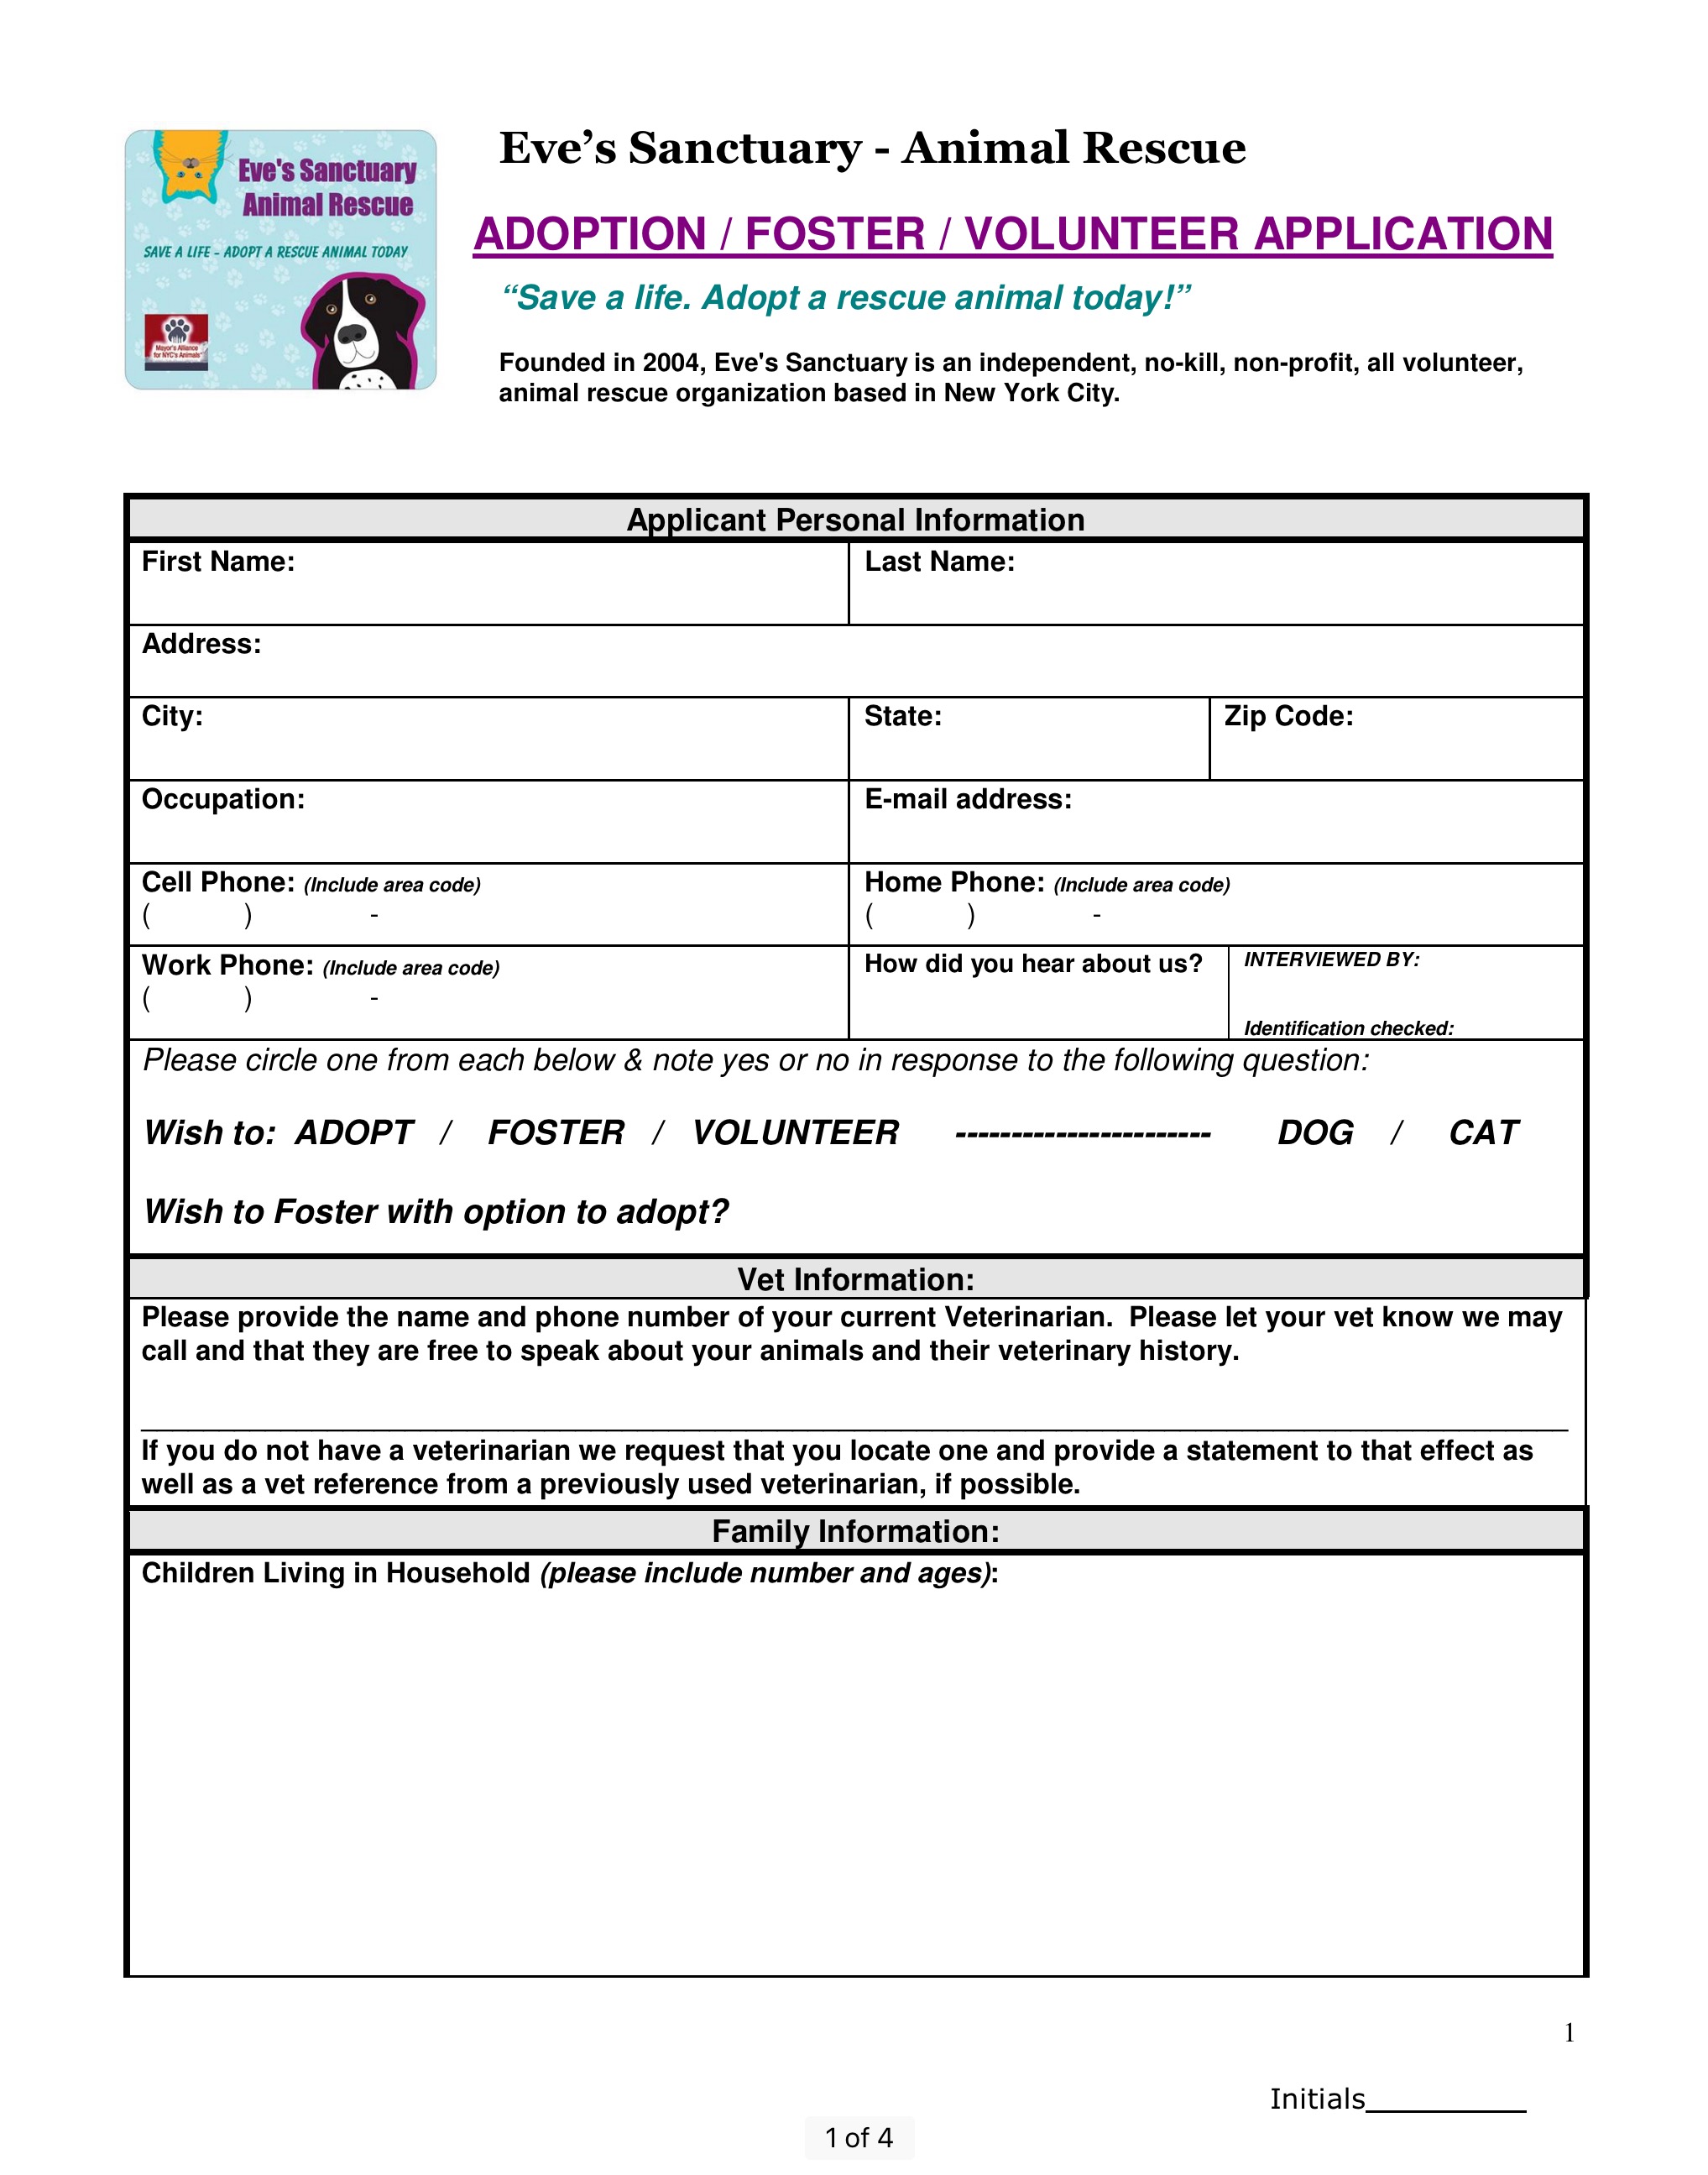 Eve's Sanctuary
Animal Rescue
SAVE A LIFE - ADOPT A RESCUE ANIMAL TODAY
Mayor's Alliance
for NYC's Animals
Eve’s Sanctuary - Animal Rescue
ADOPTION / FOSTER / VOLUNTEER APPLICATION
“Save a life. Adopt a rescue animal today!”
Founded in 2004, Eve's Sanctuary is an independent, no-kill, non-profit, all volunteer,
animal rescue organization based in New York City.
Applicant Personal Information
First Name: Last Name:
Address:
City: State: Zip Code:
Occupation: E-mail address:
Cell Phone: (Include area code) Home Phone: (Include area code)
( ) - ( ) -
Work Phone: (Include area code) How did you hear about us? INTERVIEWED BY:
( ) -
Identification checked:
Please circle one from each below & note yes or no in response to the following question:
Wish to: ADOPT / FOSTER / VOLUNTEER ----------------------- DOG / CAT
Wish to Foster with option to adopt?
Vet Information:
Please provide the name and phone number of your current Veterinarian. Please let your vet know we may
call and that they are free to speak about your animals and their veterinary history.
If you do not have a veterinarian we request that you locate one and provide a statement to that effect as
well as a vet reference from a previously used veterinarian, if possible.
Family Information:
Children Living in Household (please include number and ages):
1
Initials__________
1 of 4